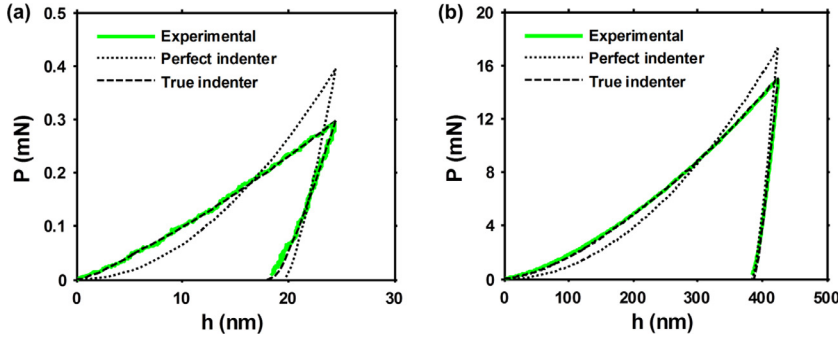 (a)
0.5
0.4
0.3
0.2
0.1
0
P (mN)
Experimental
Perfect indenter
True indenter
0 10 20 30
h (nm)
(b)
20
16
12
8
4
0
P (mN)
Experimental
Perfect indenter
True indenter
0 100 200 300 400 500
h (nm)